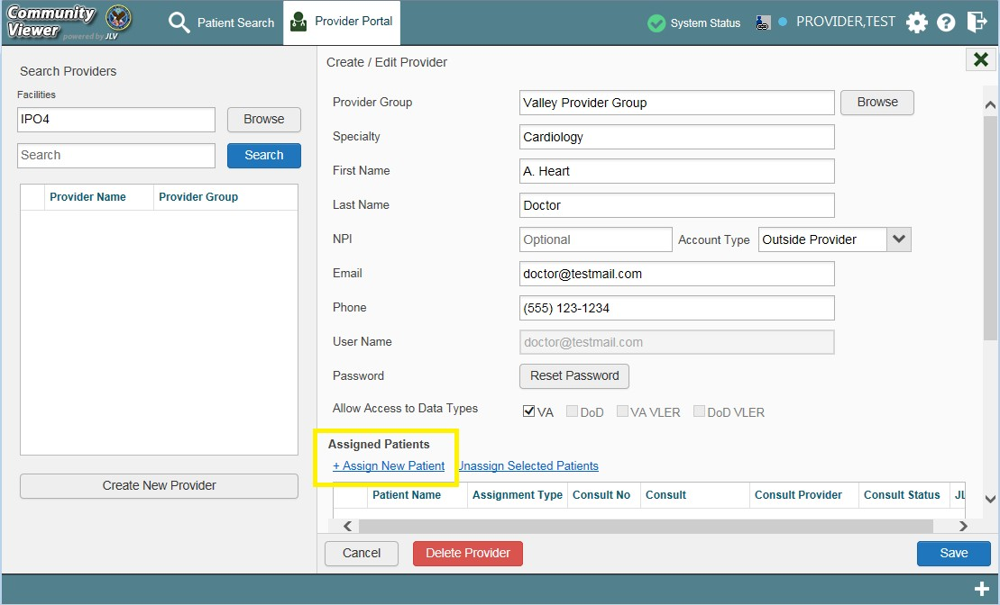 Community
Viewer powered by JLV
Patient Search
Provider Portal
System Status
PROVIDER,TEST
Search Providers
Facilities
IPO4
Browse
Search
Search
Provider Name
Provider Group
Create New Provider
Create / Edit Provider
Provider Group
Valley Provider Group
Browse
Specialty
Cardiology
First Name
A. Heart
Last Name
Doctor
NPI
Optional
Account Type
Outside Provider
Email
doctor@testmail.com
Phone
(555) 123-1234
User Name
doctor@testmail.com
Password
Reset Password
Allow Access to Data Types
VA
DoD
VA VLER
DoD VLER
Assigned Patients
+ Assign New Patient
Unassign Selected Patients
Patient Name
Assignment Type
Consult No
Consult
Consult Provider
Consult Status
JL
Cancel
Delete Provider
Save